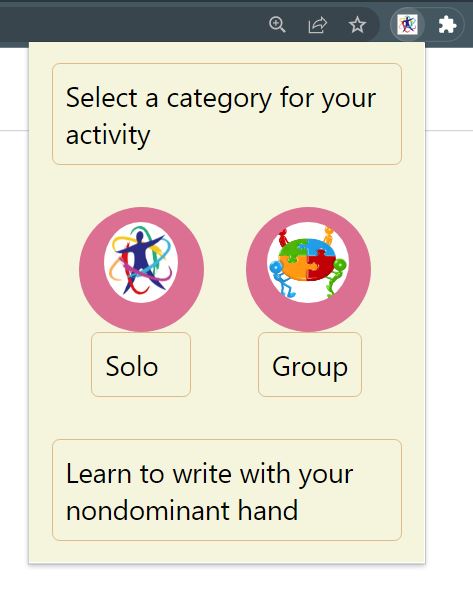 Select a category for your
activity
Solo
Group
Learn to write with your
nondominant hand